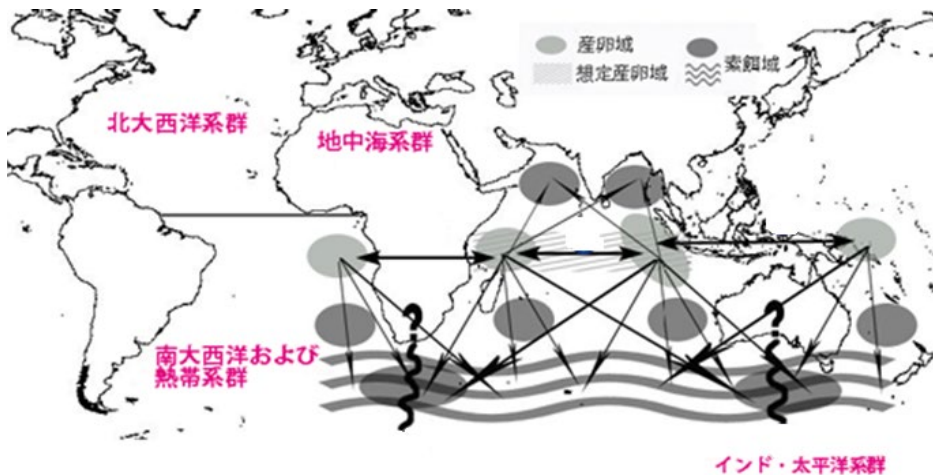 産卵域
索餌域
想定産卵域
北大西洋系群
地中海系群
南大西洋および
熱帯系群
インド・太平洋系群